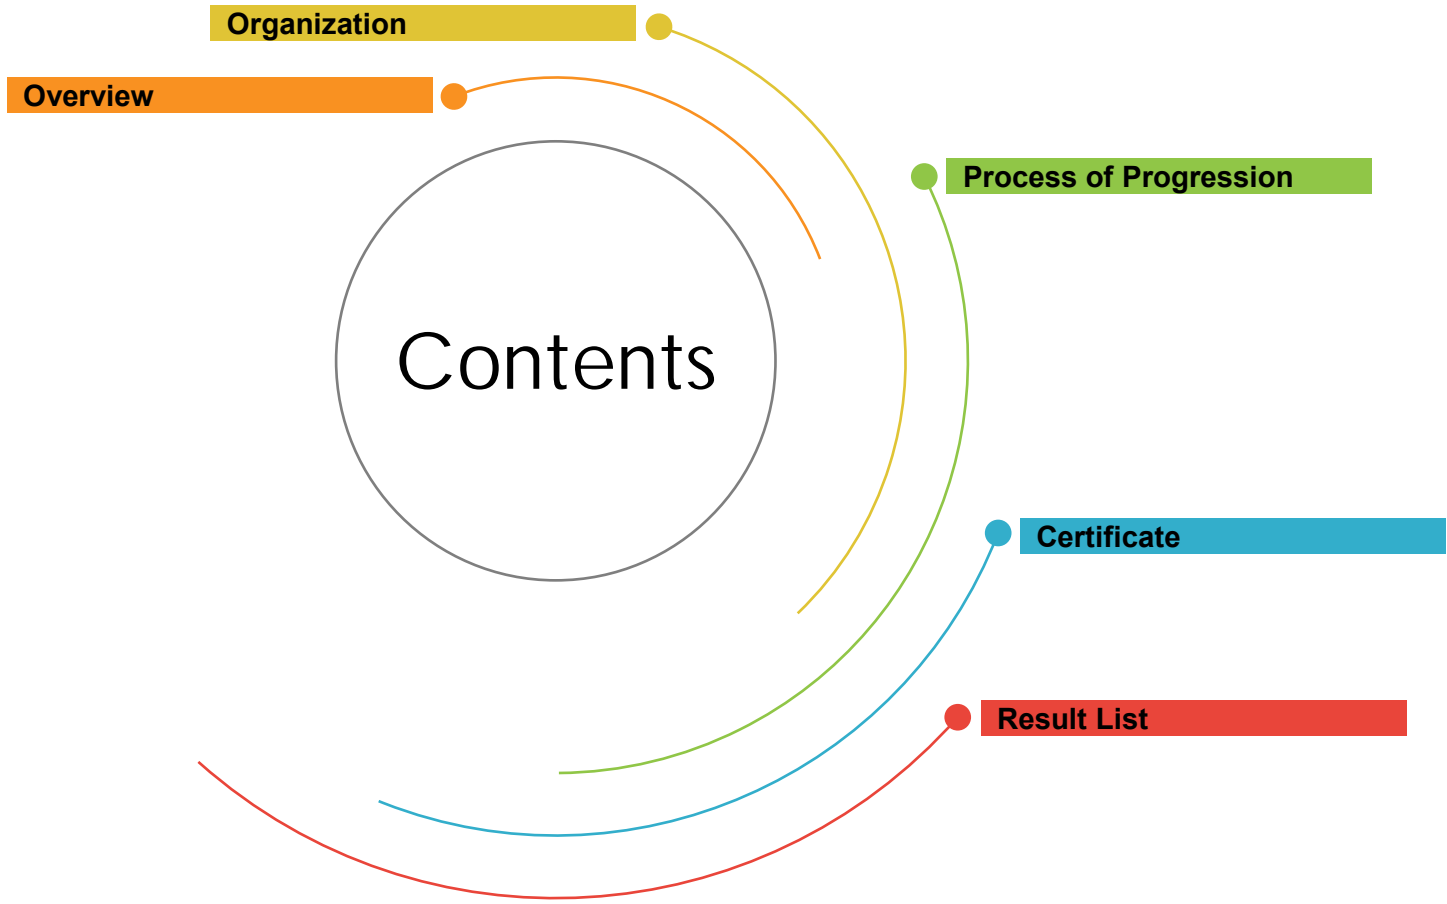 Organization
Overview
Process of Progression
Contents
Certificate
Result List